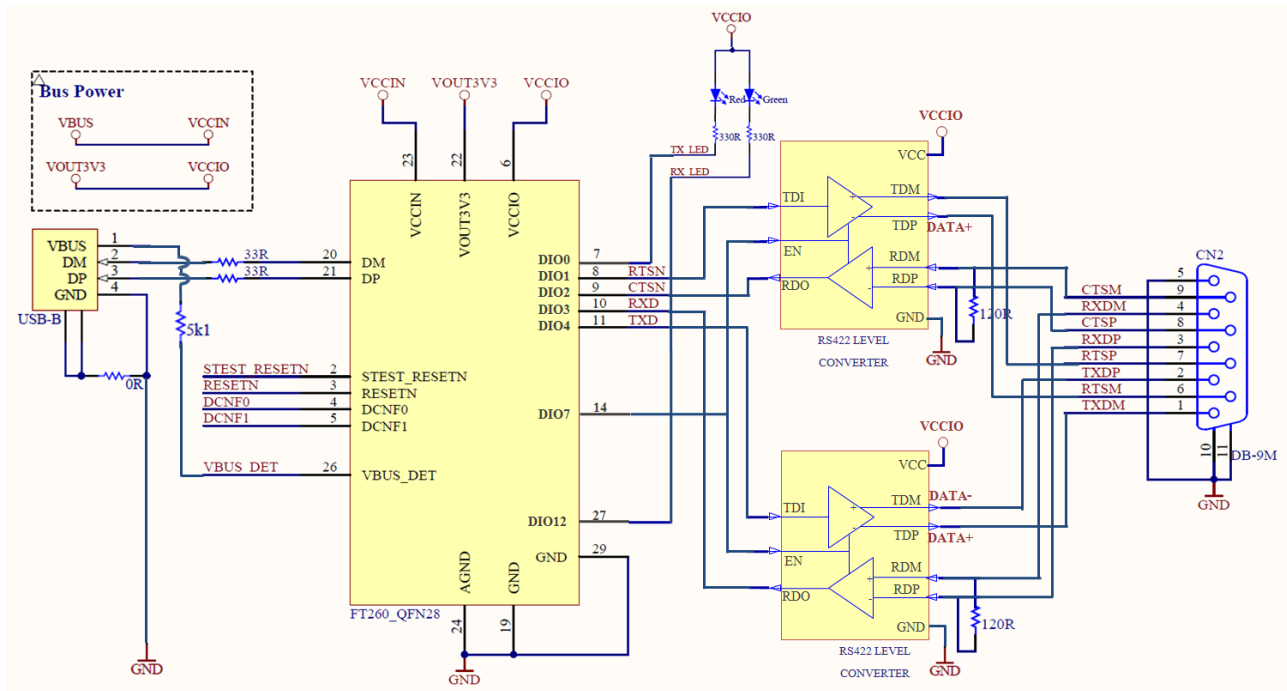 Bus Power
VBUS VCCIN
VOUT3V3 VCCIO
VCCIN
VOUT3V3
VCCIO
23
22
6
VCCIN
VOUT3V3
VCCIO
VBUS 1
DM 2
DP 3
GND 4
USB-B
33R
33R
5k1
0R
GND
20 DM
21 DP
STEST_RESETN 2 STEST_RESETN
RESETN 3 RESETN
DCNF0 4 DCNF0
DCNF1 5 DCNF1
VBUS_DET 26 VBUS_DET
DIO0 7
DIO1 8 RTSN
DIO2 9 CTSN
DIO3 10 RXD
DIO4 11 TXD
DIO7 14
DIO12 27
GND 29
AGND
GND
24
19
FT260_QFN28
GND
VCCIO
Red
Green
330R
330R
TX_LED
RX_LED
VCCIO
VCC
TDI
TDM
+
-
TDP
DATA+
EN
RDM
+
RDP
-
RDO
GND
GND
120R
RS422 LEVEL
CONVERTER
VCCIO
VCC
TDM
DATA-
TDI
+
-
TDP
DATA+
EN
RDM
+
RDP
-
RDO
GND
GND
120R
RS422 LEVEL
CONVERTER
CN2
5
CTSM 9
RXDM 4
CTSP 8
RXDP 3
RTSP 7
TXDP 2
RTSM 6
TXDM 1
10
11
DB-9M
GND